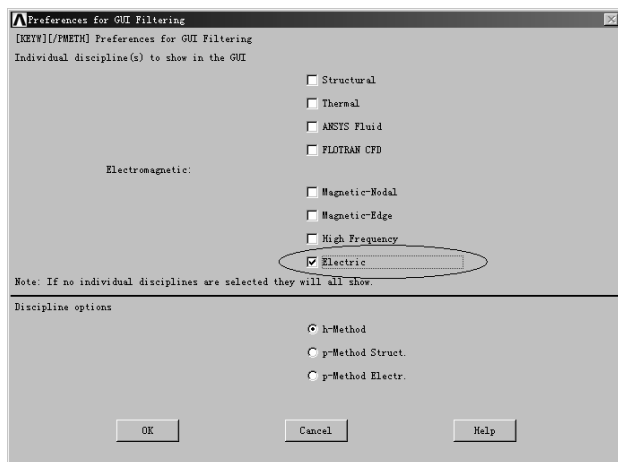 Preferences for GUI Filtering
[KEYW][/PMETH] Preferences for GUI Filtering
Individual discipline(s) to show in the GUI
Structural
Thermal
ANSYS Fluid
FLOTRAN CFD
Electromagnetic:
Magnetic-Nodal
Magnetic-Edge
High Frequency
Electric
Note: If no individual disciplines are selected they will all show.
Discipline options
h-Method
p-Method Struct.
p-Method Electr.
OK Cancel Help